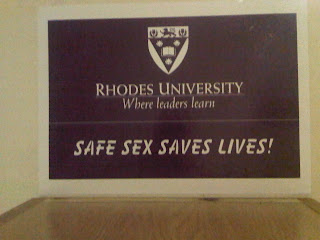 RHODES UNIVERSITY
Where leaders learn
SAFE SEX SAVES LIVES!